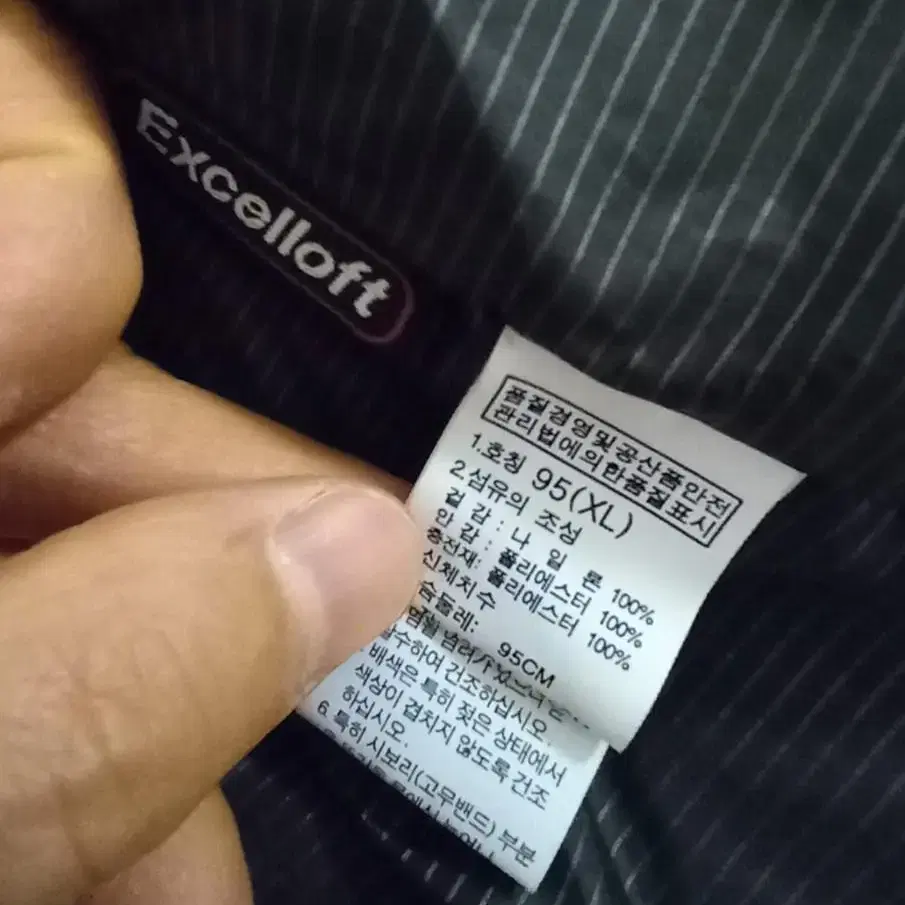 Excelloft
품질경영및공산품안전
관리법에의한품질표시
1.호칭 95(XL)
2.섬유의 조성
겉 감 : 나 일 론 100%
안 감 : 폴리에스터 100%
충전재: 폴리에스터 100%
신체치수
슴둘레: 95CM
수하여 건조하십시오.
배색은 특히 젖은 상태에서
색상이 겹치지 않도록 건조
하십시오.
6. 특히 시보리(고무밴드) 부분